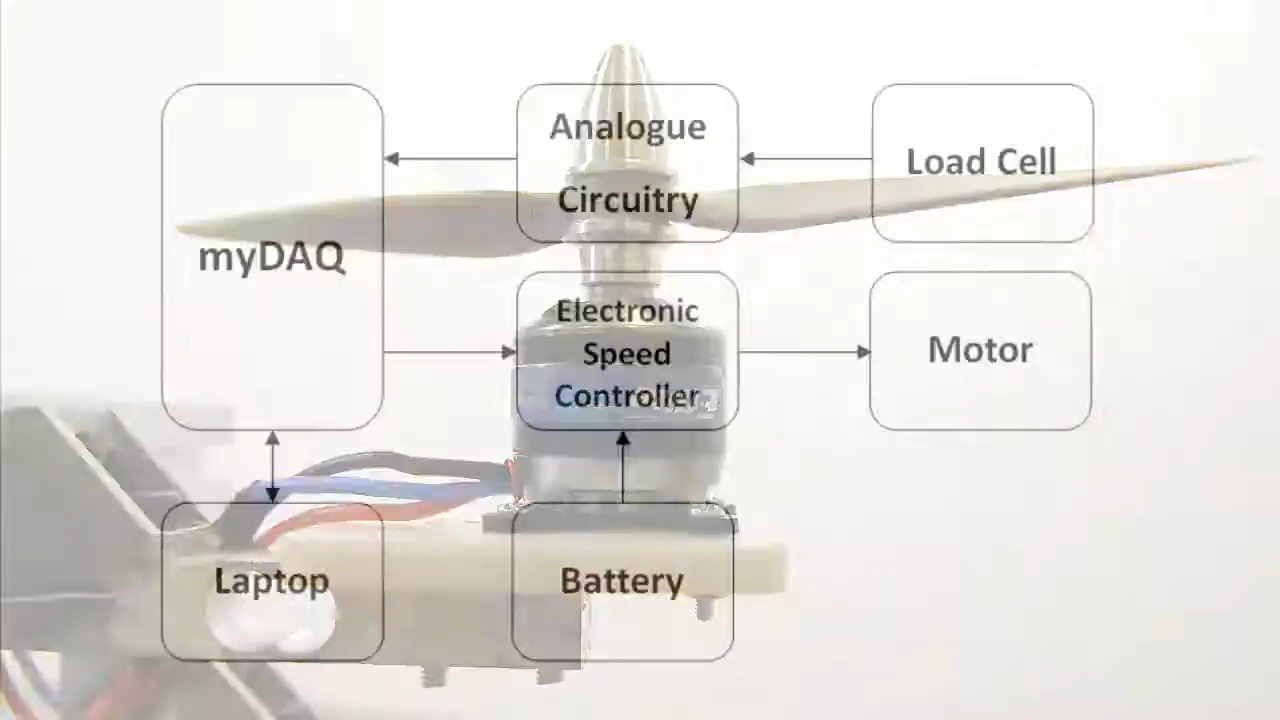 Analogue
Circuitry
Load Cell
myDAQ
Electronic
Speed
Controller
Motor
Laptop
Battery